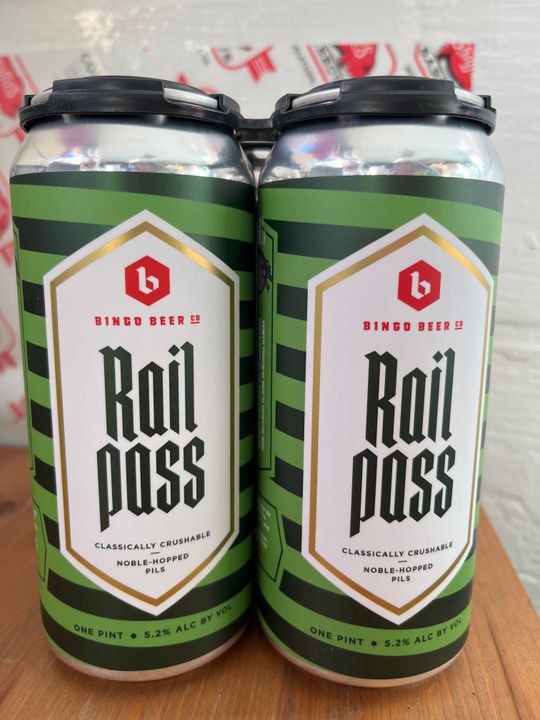 b
BINGO BEER CO
Rail
pass
CLASSICALLY CRUSHABLE
NOBLE-HOPPED
PILS
ONE PINT • 5.2% ALC BY VOL
b
BINGO BEER CO
Rail
pass
CLASSICALLY CRUSHABLE
NOBLE-HOPPED
PILS
ONE PINT • 5.2% ALC BY VOL